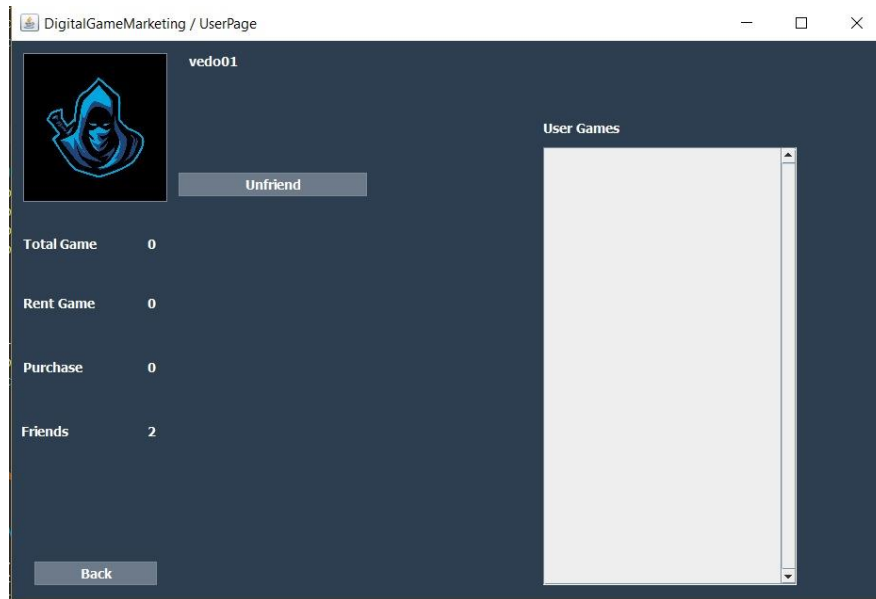 DigitalGameMarketing / UserPage
vedo01
User Games
Unfriend
Total Game 0
Rent Game 0
Purchase 0
Friends 2
Back